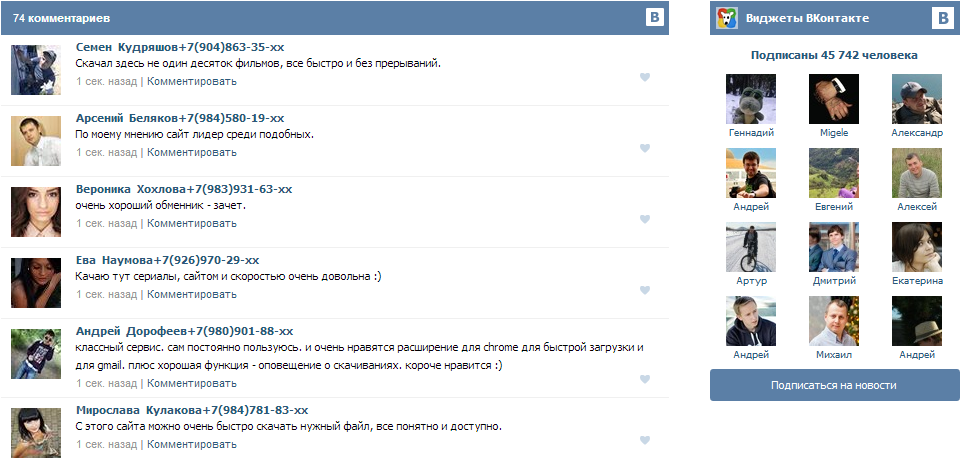 74 комментариев
B
Семен Кудряшов+7(904)863-35-xx
Скачал здесь не один десяток фильмов, все быстро и без прерываний.
1 сек. назад | Комментировать
Арсений Беляков+7(984)580-19-xx
По моему мнению сайт лидер среди подобных.
1 сек. назад | Комментировать
Вероника Хохлова+7(983)931-63-xx
очень хороший обменник - зачет.
1 сек. назад | Комментировать
Ева Наумова+7(926)970-29-xx
Качаю тут сериалы, сайтом и скоростью очень довольна :)
1 сек. назад | Комментировать
Андрей Дорофеев+7(980)901-88-xx
классный сервис. сам постоянно пользуюсь. и очень нравятся расширение для chrome для быстрой загрузки и
для gmail. плюс хорошая функция - оповещение о скачиваниях. короче нравится :)
1 сек. назад | Комментировать
Мирослава Кулакова+7(984)781-83-xx
С этого сайта можно очень быстро скачать нужный файл, все понятно и доступно.
1 сек. назад | Комментировать
Виджеты ВКонтакте
B
Подписаны 45 742 человека
Геннадий Migele Александр
Андрей Евгений Алексей
Артур Дмитрий Екатерина
Андрей Михаил Андрей
Подписаться на новости